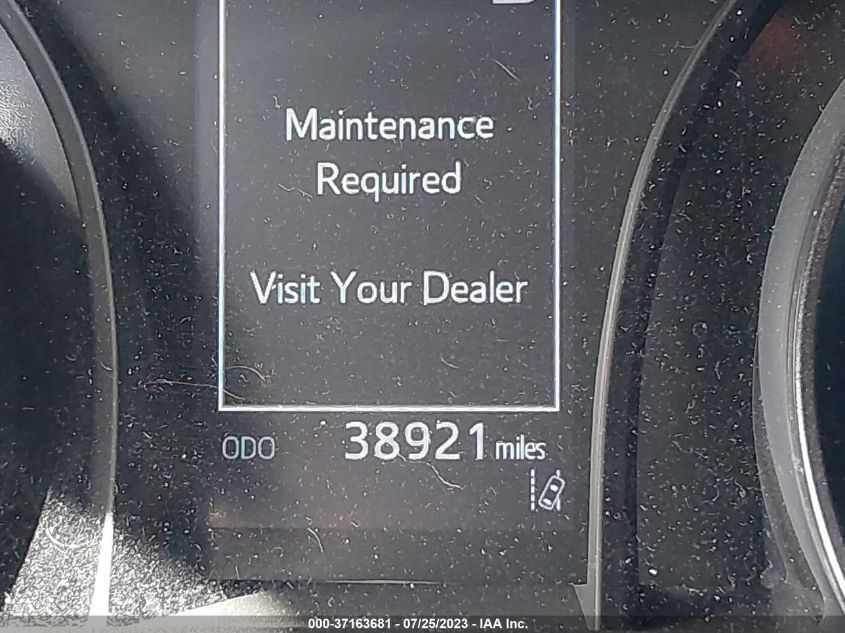 Maintenance
Required
Visit Your Dealer
ODO 38921 miles
000-37163681 / 07/25/2023 - IAA Inc.